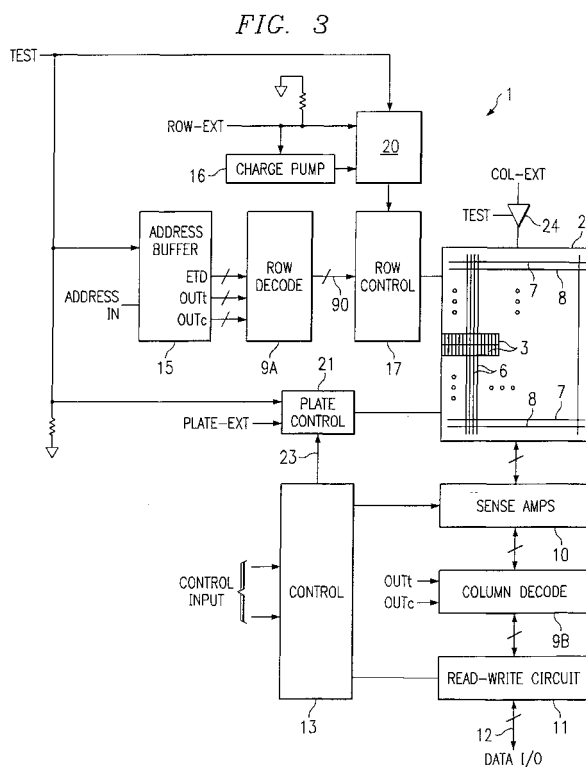 FIG. 3
TEST
1
ROW-EXT
20
COL-EXT
16
CHARGE PUMP
TEST
24
2
ADDRESS
BUFFER
ROW
DECODE
ROW
CONTROL
7
8
ETD
90
ADDRESS
IN
OUTt
OUTc
3
15
9A
17
6
21
PLATE
CONTROL
8
7
PLATE-EXT
23
SENSE AMPS
10
CONTROL
INPUT
CONTROL
OUTt
OUTc
COLUMN DECODE
9B
READ-WRITE CIRCUIT
13
12
11
DATA I/O